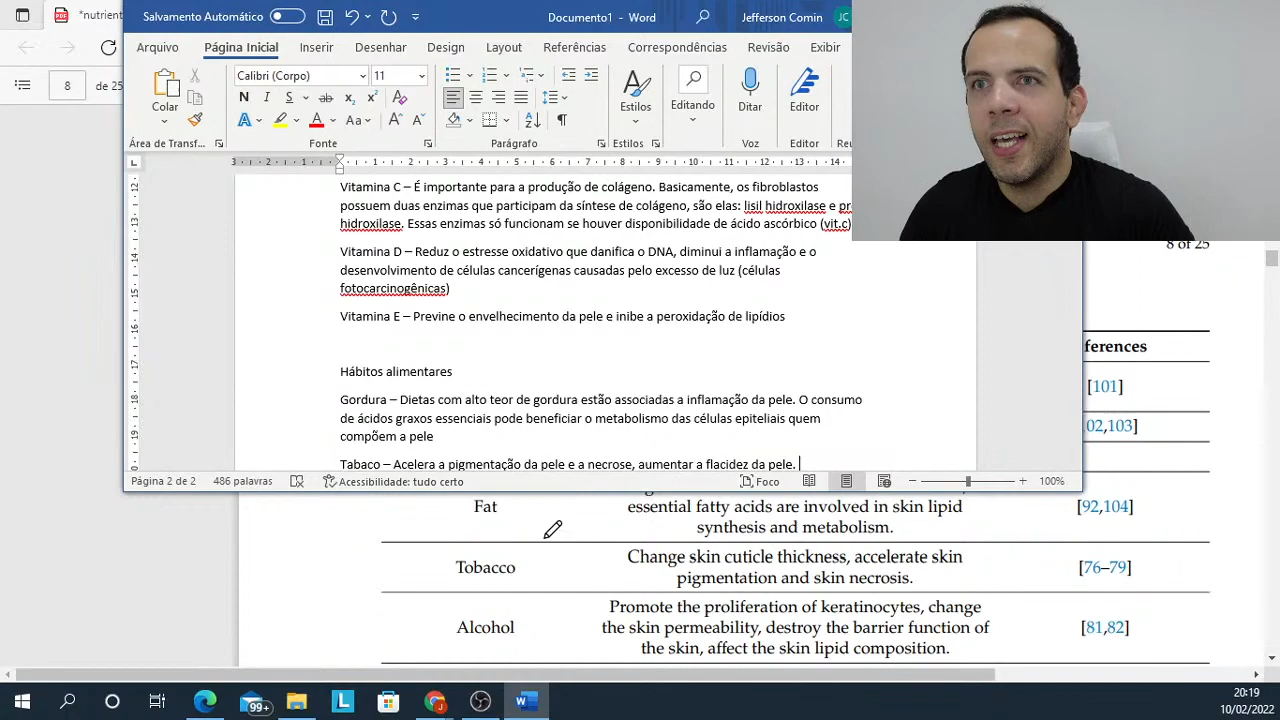 *nutrient
Salvamento Automático
Documento1 - Word
Jefferson Comin
JC
8
de 25
Arquivo
Página Inicial
Inserir
Desenhar
Design
Layout
Referências
Correspondências
Revisão
Exibir
Calibri (Corpo)
11
Colar
Estilos
Editando
Ditar
Editor
Área de Transf...
Fonte
Parágrafo
Estilos
Voz
Editor
Vitamina C – É importante para a produção de colágeno. Basicamente, os fibroblastos
possuem duas enzimas que participam da síntese de colágeno, são elas: lisil hidroxilase e
hidroxilase. Essas enzimas só funcionam se houver disponibilidade de ácido ascórbico (vit.c)
Vitamina D – Reduz o estresse oxidativo que danifica o DNA, diminui a inflamação e o
desenvolvimento de células cancerígenas causadas pelo excesso de luz (células
fotocarcinogênicas)
Vitamina E – Previne o envelhecimento da pele e inibe a peroxidação de lipídios
Hábitos alimentares
Gordura – Dietas com alto teor de gordura estão associadas a inflamação da pele. O consumo
de ácidos graxos essenciais pode beneficiar o metabolismo das células epiteliais quem
compõem a pele
Tabaco – Acelera a pigmentação da pele e a necrose, aumentar a flacidez da pele.
Página 2 de 2
486 palavras
Acessibilidade: tudo certo
Foco
100%
8 of 25
ferences
[101]
02,103]
Fat
essential fatty acids are involved in skin lipid
synthesis and metabolism.
[92,104]
Tobacco
Change skin cuticle thickness, accelerate skin
pigmentation and skin necrosis.
[76–79]
Alcohol
Promote the proliferation of keratinocytes, change
the skin permeability, destroy the barrier function of
the skin, affect the skin lipid composition.
[81,82]
99+
20:19
10/02/2022